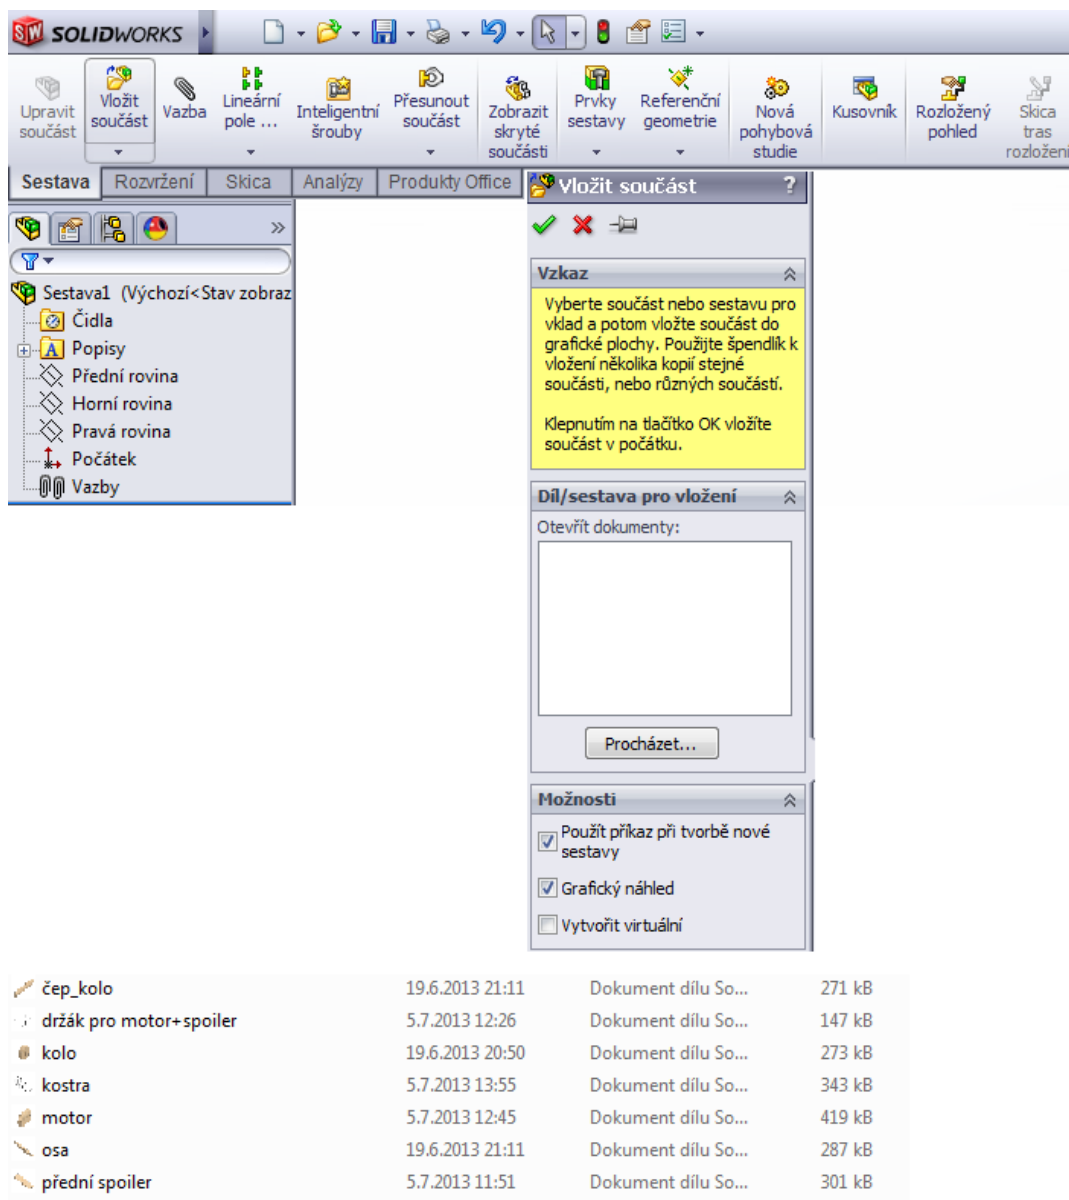 SW SOLIDWORKS
Upravit součást
Vložit součást
Vazba
Lineární pole ...
Inteligentní šrouby
Přesunout součást
Zobrazit skryté součásti
Prvky sestavy
Referenční geometrie
Nová pohybová studie
Kusovník
Rozložený pohled
Skica tras rozložení
Sestava Rozvržení Skica Analýzy Produkty Office
Sestava1 (Výchozí<Stav zobraz
Čidla
A Popisy
Přední rovina
Horní rovina
Pravá rovina
Počátek
Vazby
Vložit součást ?
Vzkaz
Vyberte součást nebo sestavu pro
vklad a potom vložte součást do
grafické plochy. Použijte špendlík k
vložení několika kopií stejné
součásti, nebo různých součástí.
Klepnutím na tlačítko OK vložíte
součást v počátku.
Díl/sestava pro vložení
Otevřít dokumenty:
Procházet...
Možnosti
Použít příkaz při tvorbě nové
sestavy
Grafický náhled
Vytvořit virtuální
čep_kolo 19.6.2013 21:11 Dokument dílu So... 271 kB
držák pro motor+spoiler 5.7.2013 12:26 Dokument dílu So... 147 kB
kolo 19.6.2013 20:50 Dokument dílu So... 273 kB
kostra 5.7.2013 13:55 Dokument dílu So... 343 kB
motor 5.7.2013 12:45 Dokument dílu So... 419 kB
osa 19.6.2013 21:11 Dokument dílu So... 287 kB
přední spoiler 5.7.2013 11:51 Dokument dílu So... 301 kB